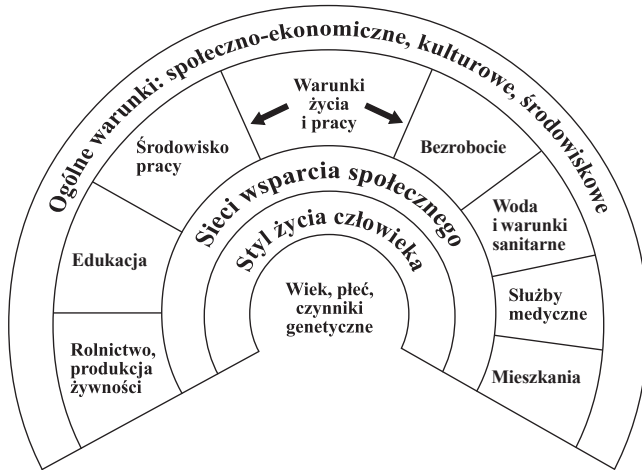 Ogólne warunki: społeczno-ekonomiczne, kulturowe, środowiskowe
Warunki
życia
i pracy
Środowisko
pracy
Bezrobocie
Sieci wsparcia społecznego
Woda
i warunki
sanitarne
Styl życia człowieka
Edukacja
Wiek, płeć,
czynniki
genetyczne
Służby
medyczne
Rolnictwo,
produkcja
żywności
Mieszkania